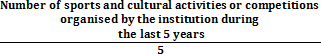 Number of sports and cultural activities or competitions
organised by the institution during
the last 5 years
5